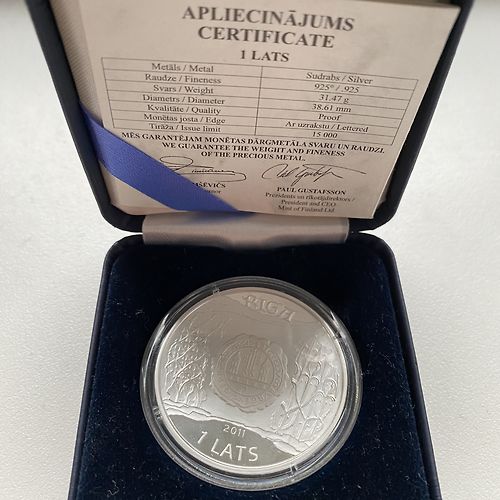 APLIECINĀJUMS
CERTIFICATE
1 LATS
Metāls / Metal Sudrabs / Silver
Raudze / Fineness 925° / .925
Svars / Weight 31.47 g
Diametrs / Diameter 38.61 mm
Kvalitāte / Quality Proof
Monētas josta / Edge Ar uzrakstu / Lettered
Tirāža / Issue limit 15 000
MĒS GARANTĒJAM MONĒTAS DĀRGMETĀLA SVARU UN RAUDZI.
WE GUARANTEE THE WEIGHT AND FINENESS
OF THE PRECIOUS METAL.
PAUL GUSTAFSSON
Prezidents un rīkotājdirektors /
President and CEO
Mint of Finland Ltd
RIGA
2011
1 LATS